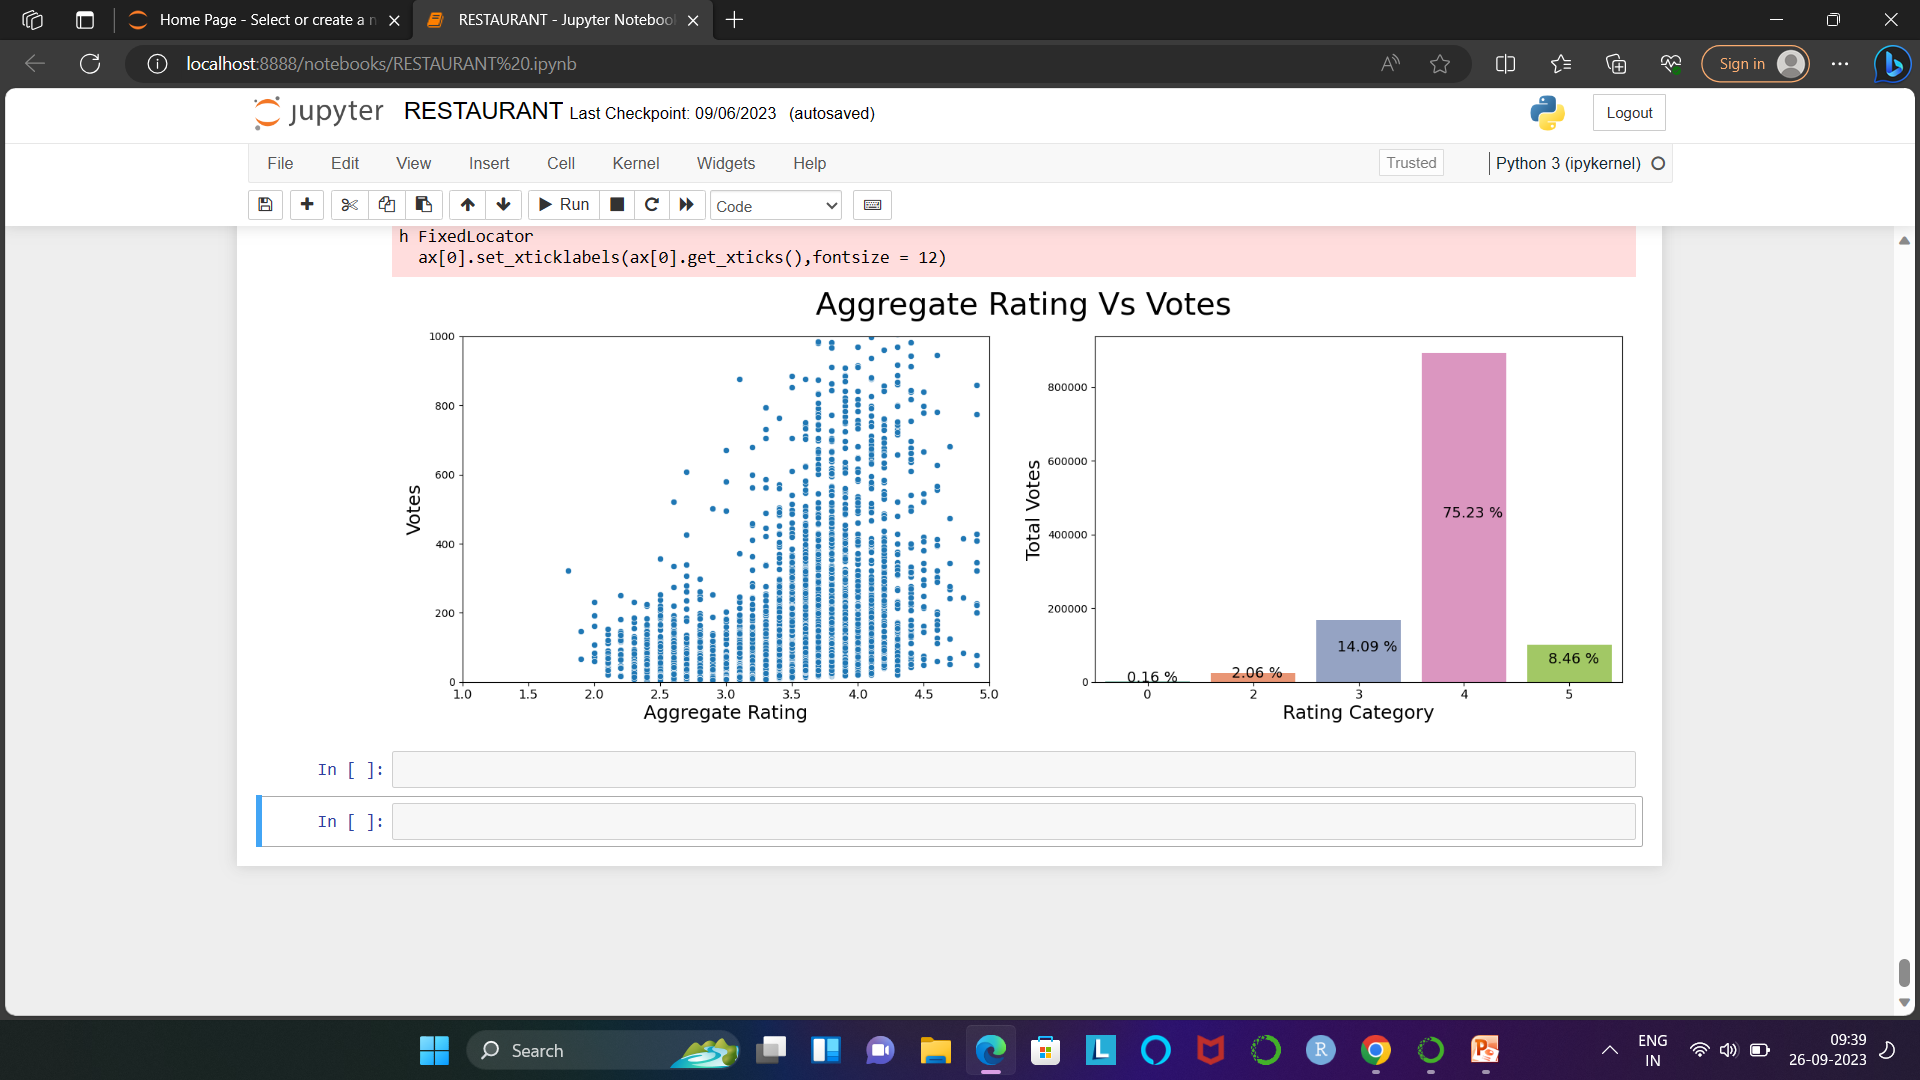 Home Page - Select or create a n
RESTAURANT - Jupyter Notebook
localhost:8888/notebooks/RESTAURANT%20.ipynb
Sign in
jupyter RESTAURANT Last Checkpoint: 09/06/2023 (autosaved)
Logout
File Edit View Insert Cell Kernel Widgets Help
Trusted
Python 3 (ipykernel)
Run
Code
h FixedLocator
ax[0].set_xticklabels(ax[0].get_xticks(),fontsize = 12)
Aggregate Rating Vs Votes
1000
800
600
400
200
0
Votes
1.0 1.5 2.0 2.5 3.0 3.5 4.0 4.5 5.0
Aggregate Rating
800000
600000
400000
200000
0
Total Votes
0.16 %
2.06 %
14.09 %
75.23 %
8.46 %
0 2 3 4 5
Rating Category
In [ ]:
In [ ]:
Search
ENG
IN
09:39
26-09-2023